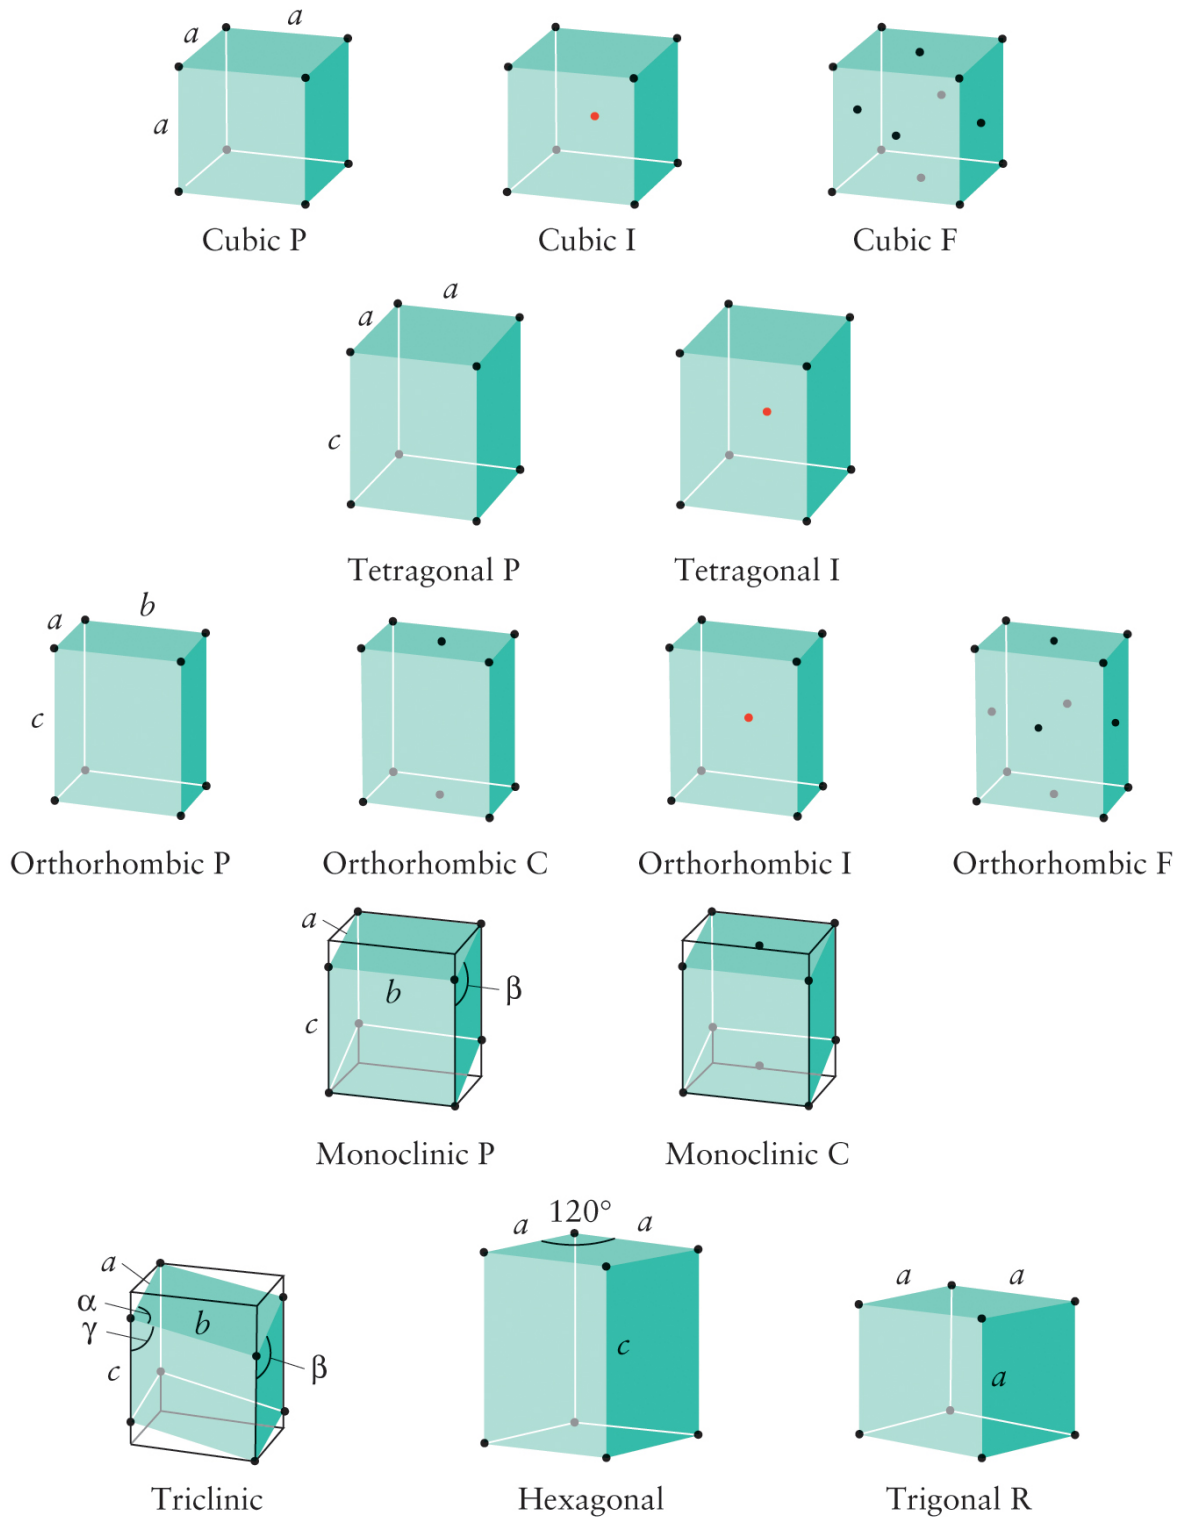 a a
a
Cubic P Cubic I Cubic F
a
a
c
Tetragonal P Tetragonal I
b
a
c
Orthorhombic P Orthorhombic C Orthorhombic I Orthorhombic F
a
b β
c
Monoclinic P Monoclinic C
120°
a a
a
a a
α
b
γ
c
c
β
a
Triclinic Hexagonal Trigonal R